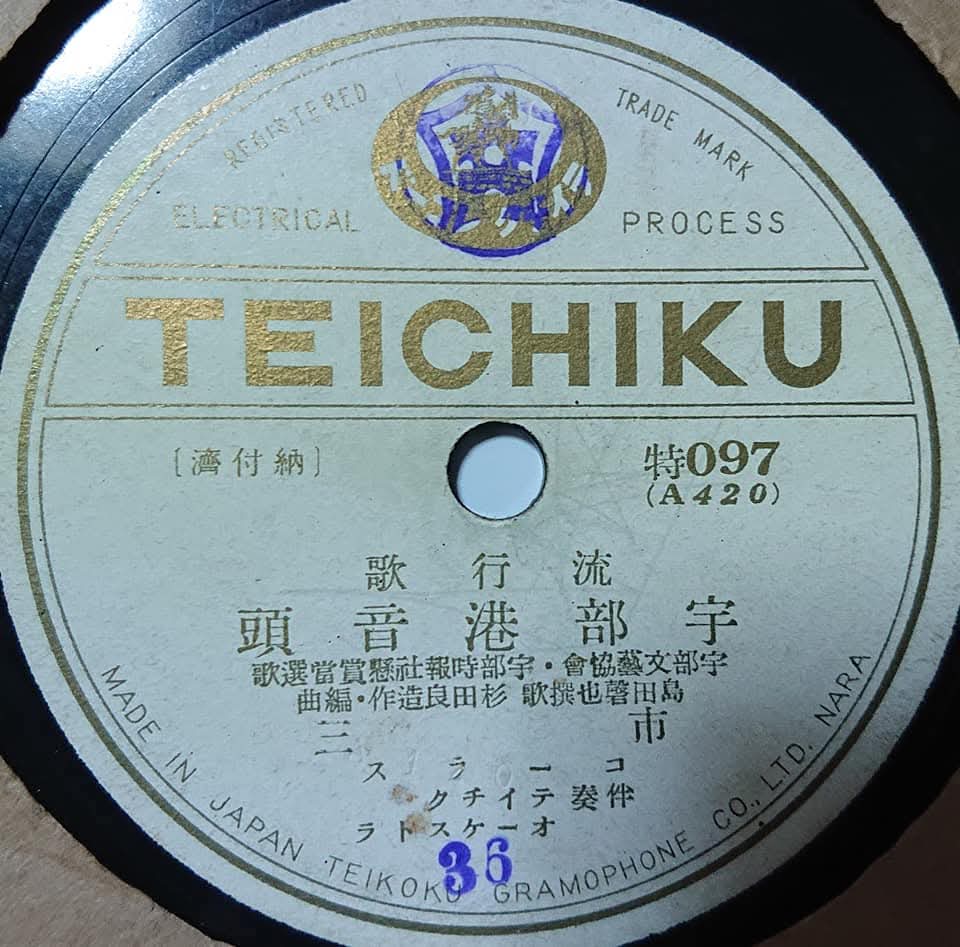 REGISTERED TRADE MARK
ELECTRICAL PROCESS
TEICHIKU
［納付濟］
特097
(A420)
流行歌
宇部港音頭
宇部文藝協會・宇部時報社懸賞當選歌
島田磬也撰歌 杉田良造作・編曲
市三
コーラス
伴奏テイチク
オーケストラ
36
MADE IN JAPAN TEIKOKU GRAMOPHONE CO., LTD. NARA